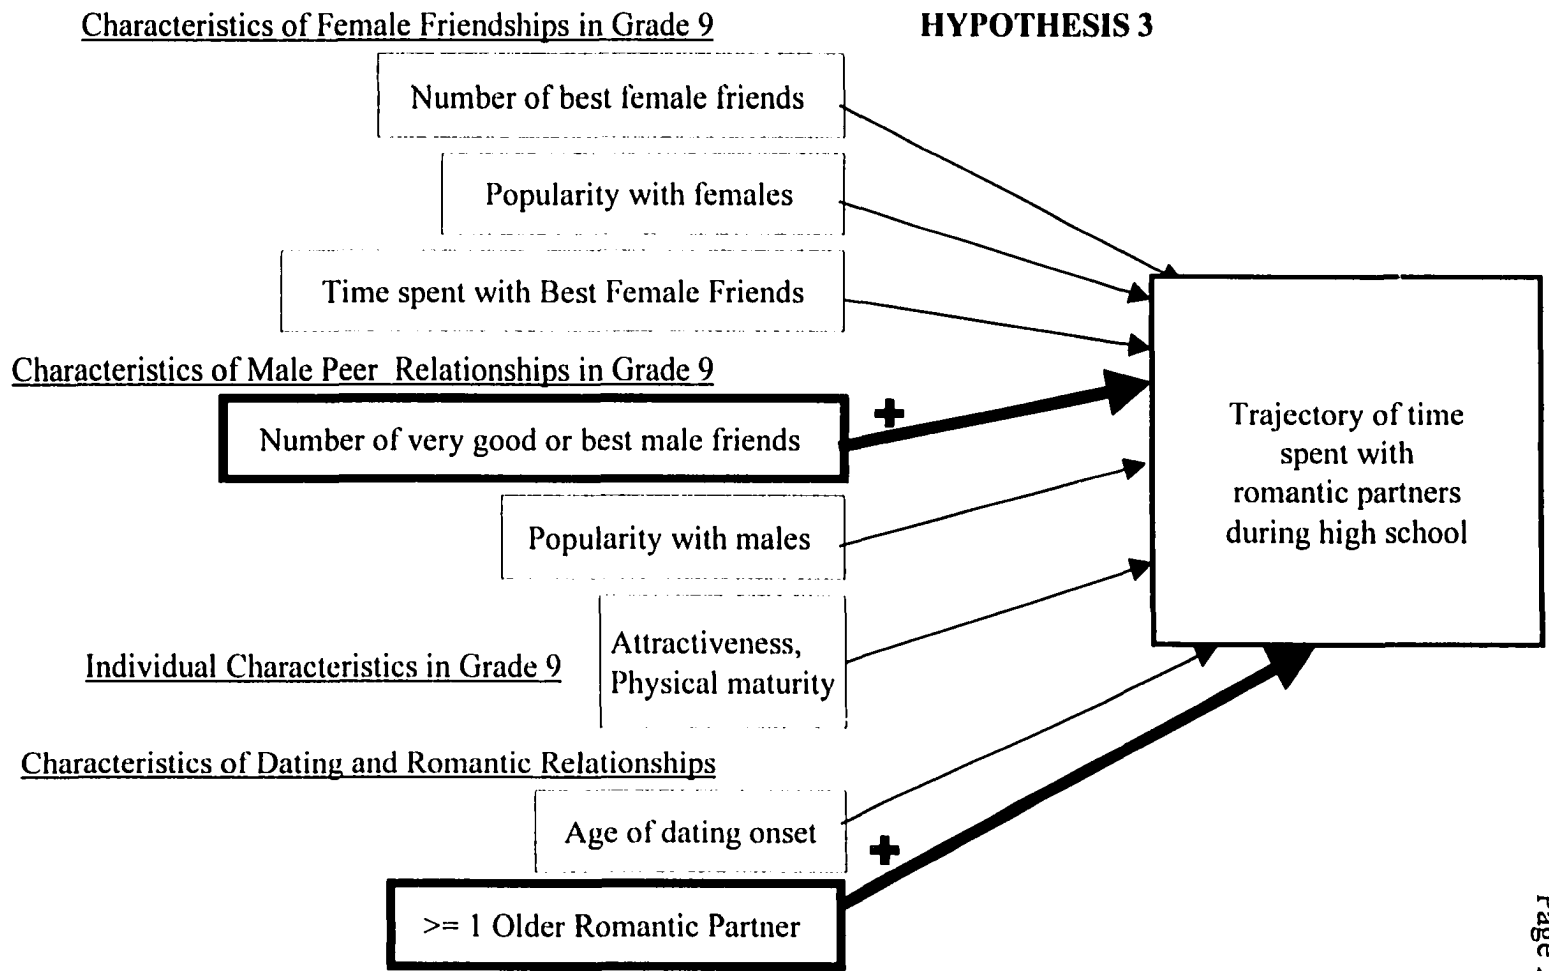 Characteristics of Female Friendships in Grade 9
HYPOTHESIS 3
Number of best female friends
Popularity with females
Time spent with Best Female Friends
Characteristics of Male Peer Relationships in Grade 9
+
Number of very good or best male friends
Trajectory of time
spent with
romantic partners
during high school
Popularity with males
Attractiveness,
Physical maturity
Individual Characteristics in Grade 9
Characteristics of Dating and Romantic Relationships
Age of dating onset
+
>= 1 Older Romantic Partner
Page